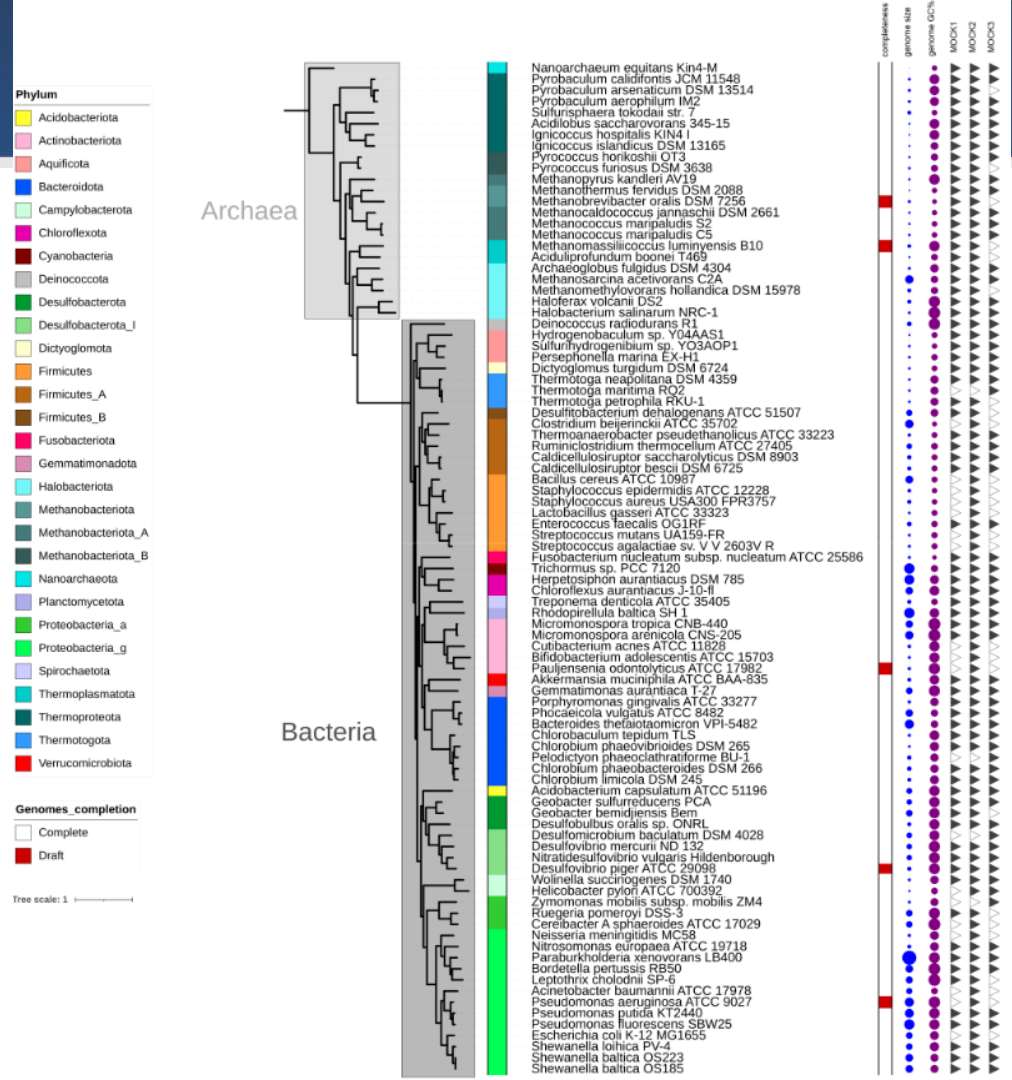 completeness
genome size
genome GC%
MOCK1
MOCK2
MOCK3
Phylum
Acidobacteriota
Actinobacteriota
Aquificota
Bacteroidota
Campylobacterota
Chloroflexota
Cyanobacteria
Deinococcota
Desulfobacterota
Desulfobacterota_I
Dictyoglomota
Firmicutes
Firmicutes_A
Firmicutes_B
Fusobacteriota
Gemmatimonadota
Halobacteriota
Methanobacteriota
Methanobacteriota_A
Methanobacteriota_B
Nanoarchaeota
Planctomycetota
Proteobacteria_a
Proteobacteria_g
Spirochaetota
Thermoplasmatota
Thermoproteota
Thermotogota
Verrucomicrobiota
Genomes_completion
Complete
Draft
Tree scale: 1
Archaea
Bacteria
Nanoarchaeum equitans Kin4-M
Pyrobaculum calidifontis JCM 11548
Pyrobaculum arsenaticum DSM 13514
Pyrobaculum aerophilum IM2
Sulfurisphaera tokodaii str. 7
Acidilobus saccharovorans 345-15
Ignicoccus hospitalis KIN4 I
Ignicoccus islandicus DSM 13165
Pyrococcus horikoshii OT3
Pyrococcus furiosus DSM 3638
Methanopyrus kandleri AV19
Methanothermus fervidus DSM 2088
Methanobrevibacter oralis DSM 7256
Methanocaldococcus jannaschii DSM 2661
Methanococcus maripaludis S2
Methanococcus maripaludis C5
Methanomassiliicoccus luminyensis B10
Aciduliprofundum boonei T469
Archaeoglobus fulgidus DSM 4304
Methanosarcina acetivorans C2A
Methanomethylovorans hollandica DSM 15978
Haloferax volcanii DS2
Halobacterium salinarum NRC-1
Deinococcus radiodurans R1
Hydrogenobaculum sp. Y04AAS1
Sulfurihydrogenibium sp. YO3AOP1
Persephonella marina EX-H1
Dictyoglomus turgidum DSM 6724
Thermotoga neapolitana DSM 4359
Thermotoga maritima RQ2
Thermotoga petrophila RKU-1
Desulfitobacterium dehalogenans ATCC 51507
Clostridium beijerinckii ATCC 35702
Thermoanaerobacter pseudethanolicus ATCC 33223
Ruminiclostridium thermocellum ATCC 27405
Caldicellulosiruptor saccharolyticus DSM 8903
Caldicellulosiruptor bescii DSM 6725
Bacillus cereus ATCC 10987
Staphylococcus epidermidis ATCC 12228
Staphylococcus aureus USA300 FPR3757
Lactobacillus gasseri ATCC 33323
Enterococcus faecalis OG1RF
Streptococcus mutans UA159-FR
Streptococcus agalactiae sv. V V 2603V R
Fusobacterium nucleatum subsp. nucleatum ATCC 25586
Trichormus sp. PCC 7120
Herpetosiphon aurantiacus DSM 785
Chloroflexus aurantiacus J-10-fl
Treponema denticola ATCC 35405
Rhodopirellula baltica SH 1
Micromonospora tropica CNB-440
Micromonospora arenicola CNS-205
Cutibacterium acnes ATCC 11828
Bifidobacterium adolescentis ATCC 15703
Pauljensenia odontolyticus ATCC 17982
Akkermansia muciniphila ATCC BAA-835
Gemmatimonas aurantiaca T-27
Porphyromonas gingivalis ATCC 33277
Phocaeicola vulgatus ATCC 8482
Bacteroides thetaiotaomicron VPI-5482
Chlorobaculum tepidum TLS
Chlorobium phaeovibrioides DSM 265
Pelodictyon phaeoclathratiforme BU-1
Chlorobium phaeobacteroides DSM 266
Chlorobium limicola DSM 245
Acidobacterium capsulatum ATCC 51196
Geobacter sulfurreducens PCA
Geobacter bemidjiensis Bem
Desulfobulbus oralis sp. ONRL
Desulfomicrobium baculatum DSM 4028
Desulfovibrio mercurii ND 132
Nitratidesulfovibrio vulgaris Hildenborough
Desulfovibrio piger ATCC 29098
Wolinella succinogenes DSM 1740
Helicobacter pylori ATCC 700392
Zymomonas mobilis subsp. mobilis ZM4
Ruegeria pomeroyi DSS-3
Cereibacter A sphaeroides ATCC 17029
Neisseria meningitidis MC58
Nitrosomonas europaea ATCC 19718
Paraburkholderia xenovorans LB400
Bordetella pertussis RB50
Leptothrix cholodnii SP-6
Acinetobacter baumannii ATCC 17978
Pseudomonas aeruginosa ATCC 9027
Pseudomonas putida KT2440
Pseudomonas fluorescens SBW25
Escherichia coli K-12 MG1655
Shewanella loihica PV-4
Shewanella baltica OS223
Shewanella baltica OS185